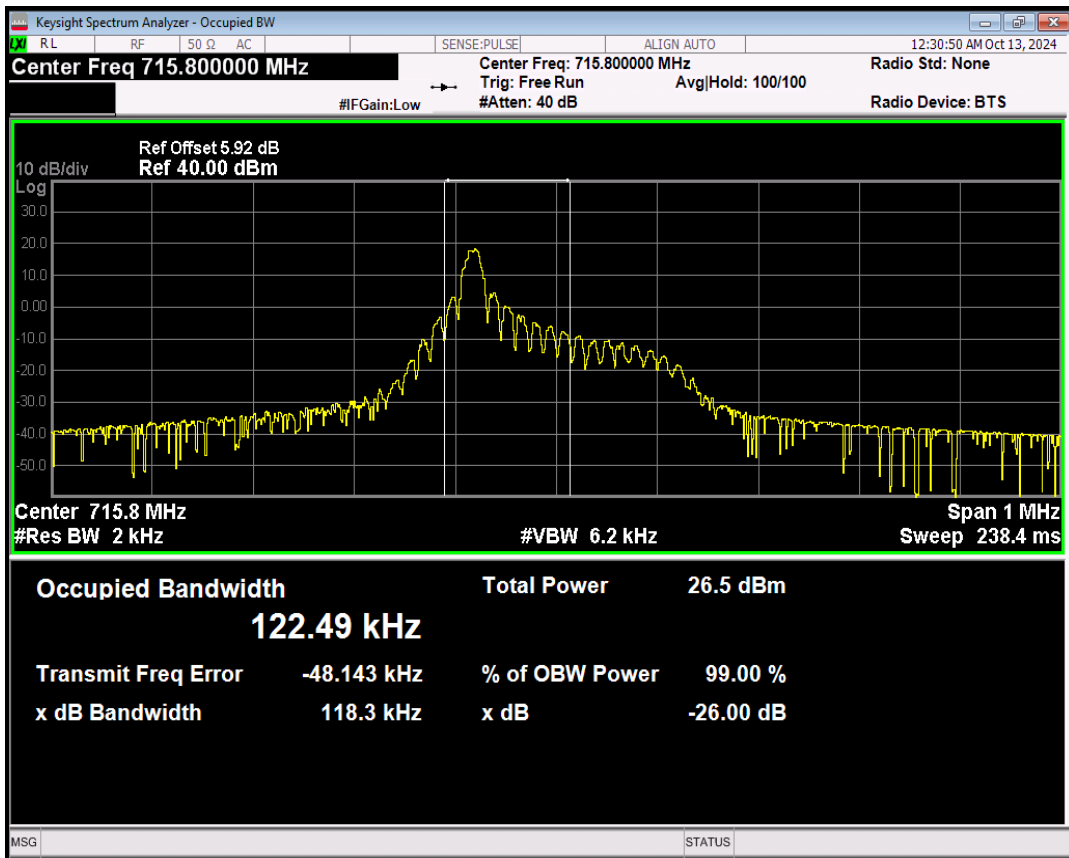 Keysight Spectrum Analyzer - Occupied BW
LXI RL RF 50 Ω AC SENSE:PULSE ALIGN AUTO 12:30:50 AM Oct 13, 2024
Center Freq 715.800000 MHz Center Freq: 715.800000 MHz Radio Std: None
Trig: Free Run Avg|Hold: 100/100
#IFGain:Low #Atten: 40 dB Radio Device: BTS
Ref Offset 5.92 dB
10 dB/div Ref 40.00 dBm
Log
30.0
20.0
10.0
0.00
-10.0
-20.0
-30.0
-40.0
-50.0
Center 715.8 MHz Span 1 MHz
#Res BW 2 kHz #VBW 6.2 kHz Sweep 238.4 ms
Occupied Bandwidth Total Power 26.5 dBm
122.49 kHz
Transmit Freq Error -48.143 kHz % of OBW Power 99.00 %
x dB Bandwidth 118.3 kHz x dB -26.00 dB
MSG STATUS